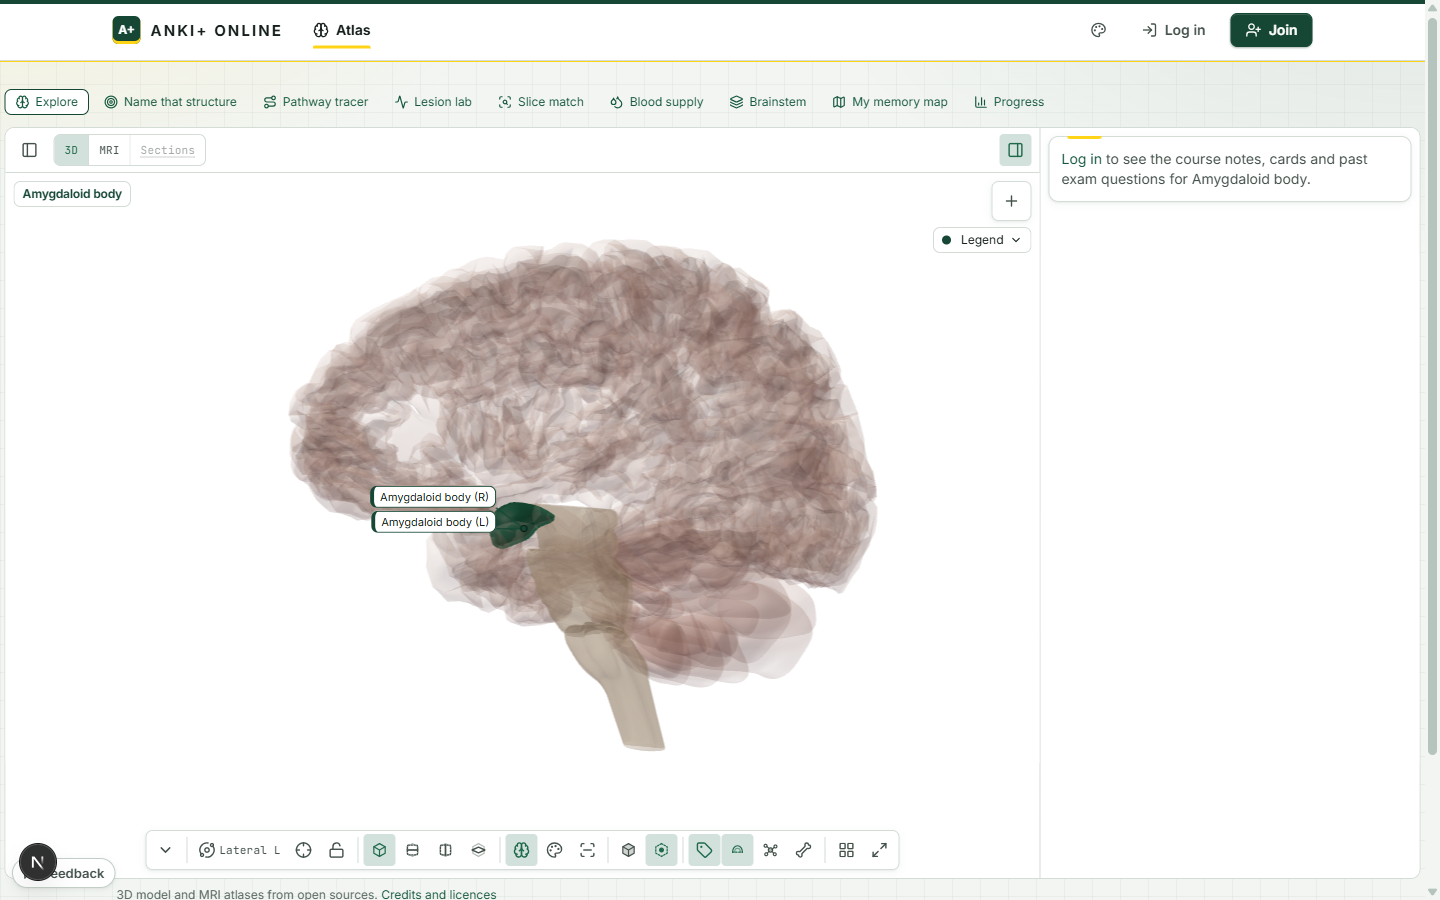 A+ ANKI+ ONLINE
Atlas
Log in
Join
Explore
Name that structure
Pathway tracer
Lesion lab
Slice match
Blood supply
Brainstem
My memory map
Progress
3D
MRI
Sections
Amygdaloid body
Legend
Log in to see the course notes, cards and past
exam questions for Amygdaloid body.
Amygdaloid body (R)
Amygdaloid body (L)
Lateral L
N
eedback
3D model and MRI atlases from open sources. Credits and licences